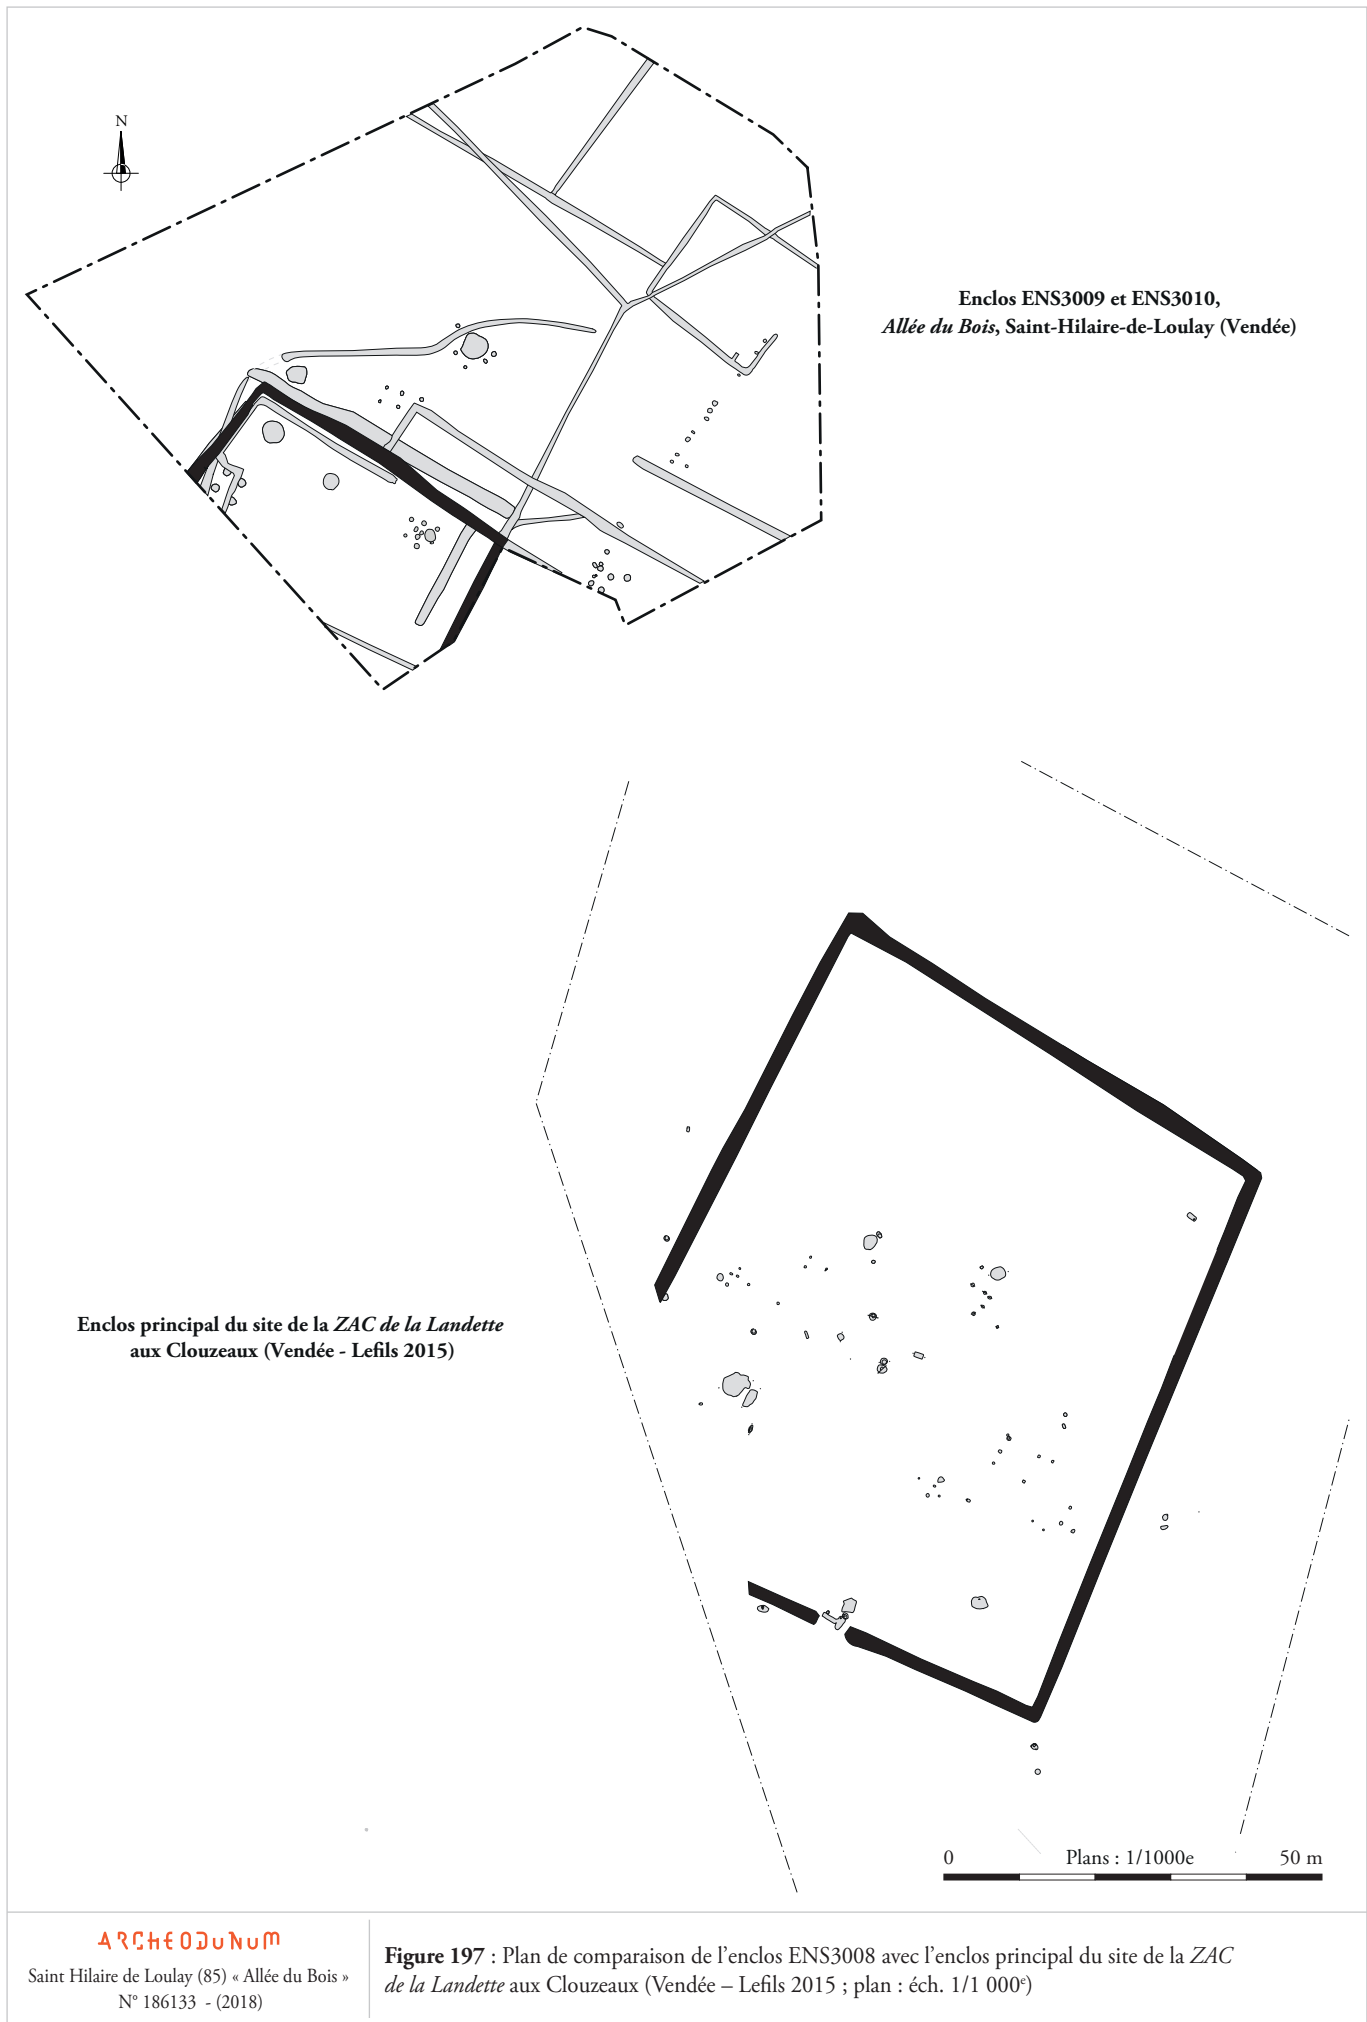 N
Enclos ENS3009 et ENS3010,
Allée du Bois, Saint-Hilaire-de-Loulay (Vendée)
Enclos principal du site de la ZAC de la Landette
aux Clouzeaux (Vendée - Lefils 2015)
0 Plans : 1/1000e 50 m
ARCHEODUNUM
Saint Hilaire de Loulay (85) « Allée du Bois »
N° 186133 - (2018)
Figure 197 : Plan de comparaison de l'enclos ENS3008 avec l'enclos principal du site de la ZAC
de la Landette aux Clouzeaux (Vendée – Lefils 2015 ; plan : éch. 1/1 000e)